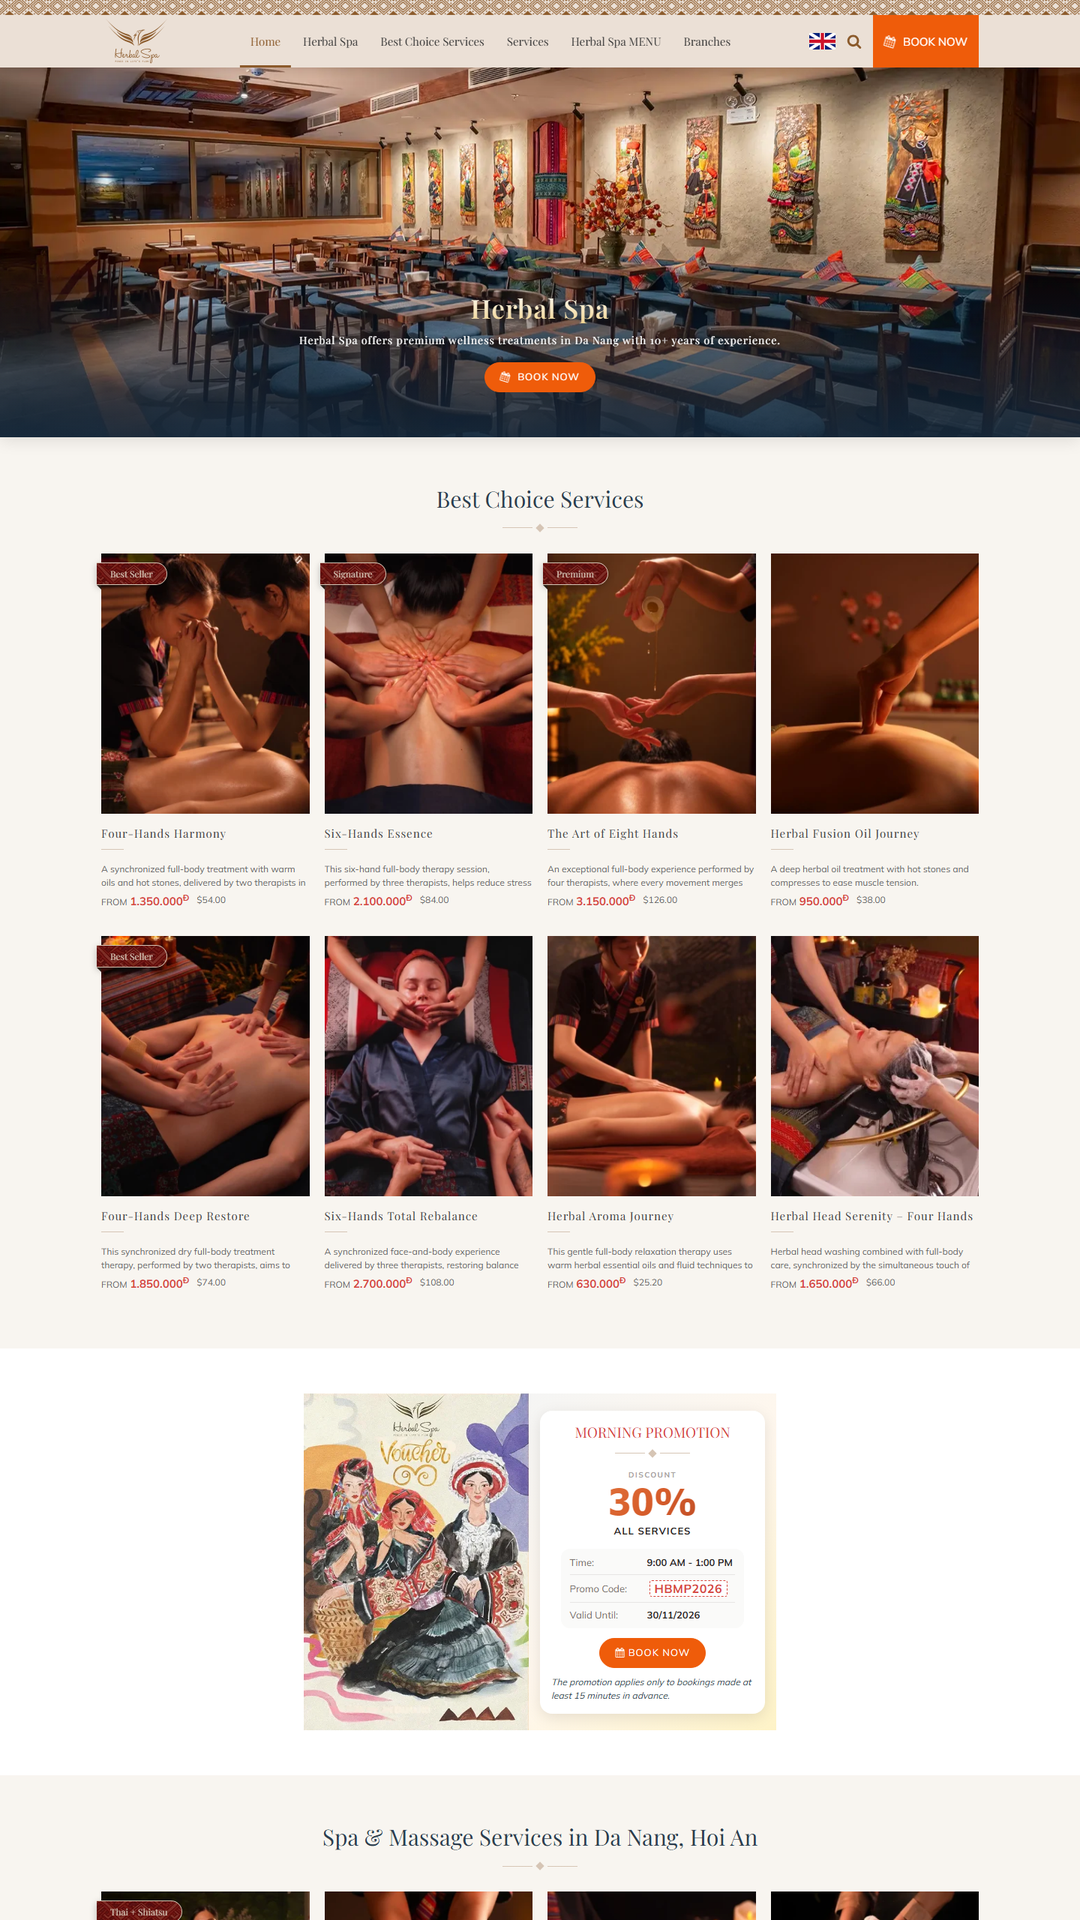 Herbal Spa
Home
Herbal Spa
Best Choice Services
Services
Herbal Spa MENU
Branches
BOOK NOW
Herbal Spa
Herbal Spa offers premium wellness treatments in Da Nang with 10+ years of experience.
BOOK NOW
Best Choice Services
Best Seller
Signature
Premium
Four-Hands Harmony
A synchronized full-body treatment with warm
oils and hot stones, delivered by two therapists in
FROM 1.350.000Đ $54.00
Six-Hands Essence
This six-hand full-body therapy session,
performed by three therapists, helps reduce stress
FROM 2.100.000Đ $84.00
The Art of Eight Hands
An exceptional full-body experience performed by
four therapists, where every movement merges
FROM 3.150.000Đ $126.00
Herbal Fusion Oil Journey
A deep herbal oil treatment with hot stones and
compresses to ease muscle tension.
FROM 950.000Đ $38.00
Best Seller
Four-Hands Deep Restore
This synchronized dry full-body treatment
therapy, performed by two therapists, aims to
FROM 1.850.000Đ $74.00
Six-Hands Total Rebalance
A synchronized face-and-body experience
delivered by three therapists, restoring balance
FROM 2.700.000Đ $108.00
Herbal Aroma Journey
This gentle full-body relaxation therapy uses
warm herbal essential oils and fluid techniques to
FROM 630.000Đ $25.20
Herbal Head Serenity – Four Hands
Herbal head washing combined with full-body
care, synchronized by the simultaneous touch of
FROM 1.650.000Đ $66.00
Herbal Spa
Voucher
MORNING PROMOTION
DISCOUNT
30%
ALL SERVICES
Time: 9:00 AM - 1:00 PM
Promo Code: HBMP2026
Valid Until: 30/11/2026
BOOK NOW
The promotion applies only to bookings made at
least 15 minutes in advance.
Spa & Massage Services in Da Nang, Hoi An
Thai + Shiatsu